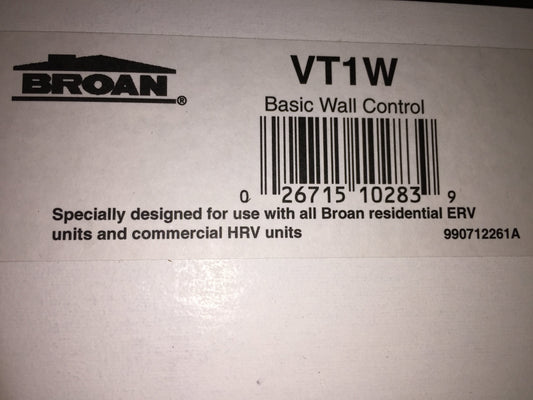 BROAN®
VT1W
Basic Wall Control
0 26715 10283 9
Specially designed for use with all Broan residential ERV
units and commercial HRV units
990712261A